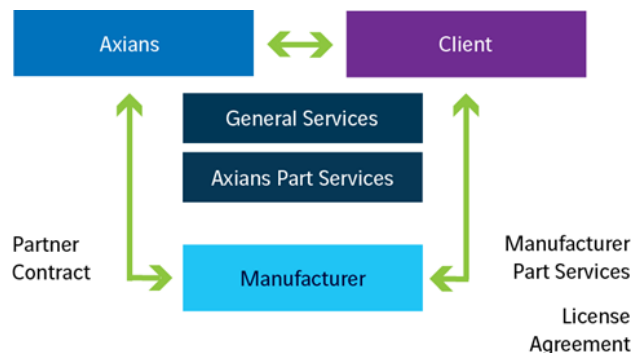 Axians
Client
General Services
Axians Part Services
Partner
Contract
Manufacturer
Manufacturer
Part Services
License
Agreement